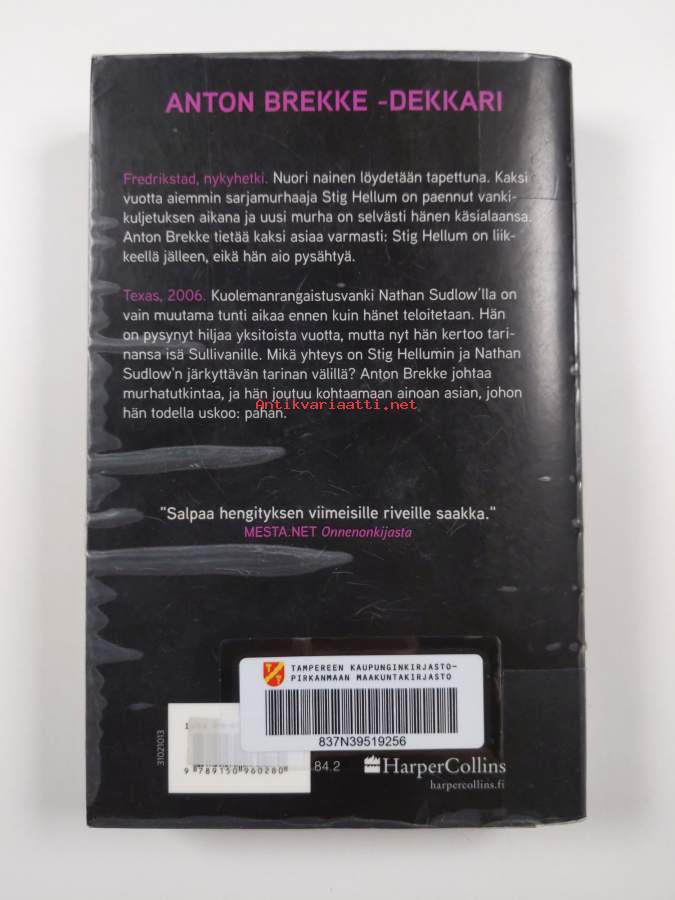 ANTON BREKKE -DEKKARI
Fredrikstad, nykyhetki. Nuori nainen löydetään tapettuna. Kaksi
vuotta aiemmin sarjamurhaaja Stig Hellum on paennut vanki-
kuljetuksen aikana ja uusi murha on selvästi hänen käsialaansa.
Anton Brekke tietää kaksi asiaa varmasti: Stig Hellum on liik-
keellä jälleen, eikä hän aio pysähtyä.
Texas, 2006. Kuolemanrangaistusvanki Nathan Sudlow'lla on
vain muutama tunti aikaa ennen kuin hänet teloitetaan. Hän
on pysynyt hiljaa yksitoista vuotta, mutta nyt hän kertoo tari-
nansa isä Sullivanille. Mikä yhteys on Stig Hellumin ja Nathan
Sudlow'n järkyttävän tarinan välillä? Anton Brekke johtaa
murhatutkintaa, ja hän joutuu kohtaamaan ainoan asian, johon
Antikvariaatti.net
hän todella uskoo: pahan.
"Salpaa hengityksen viimeisille riveille saakka."
MESTA.NET Onnenonkijasta
TAMPEREEN KAUPUNGINKIRJASTO-
PIRKANMAAN MAAKUNTAKIRJASTO
837N39519256
31021013
9 789150 960280
.84.2
HarperCollins
harpercollins.fi